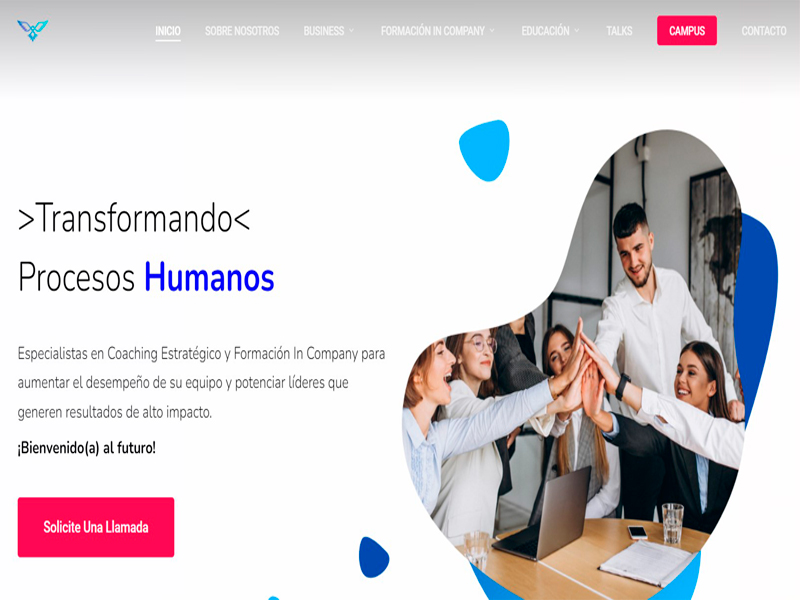 INICIO SOBRE NOSOTROS BUSINESS FORMACIÓN IN COMPANY EDUCACIÓN TALKS CAMPUS CONTACTO
>Transformando<
Procesos Humanos
Especialistas en Coaching Estratégico y Formación In Company para
aumentar el desempeño de su equipo y potenciar líderes que
generen resultados de alto impacto.
¡Bienvenido(a) al futuro!
Solicite Una Llamada